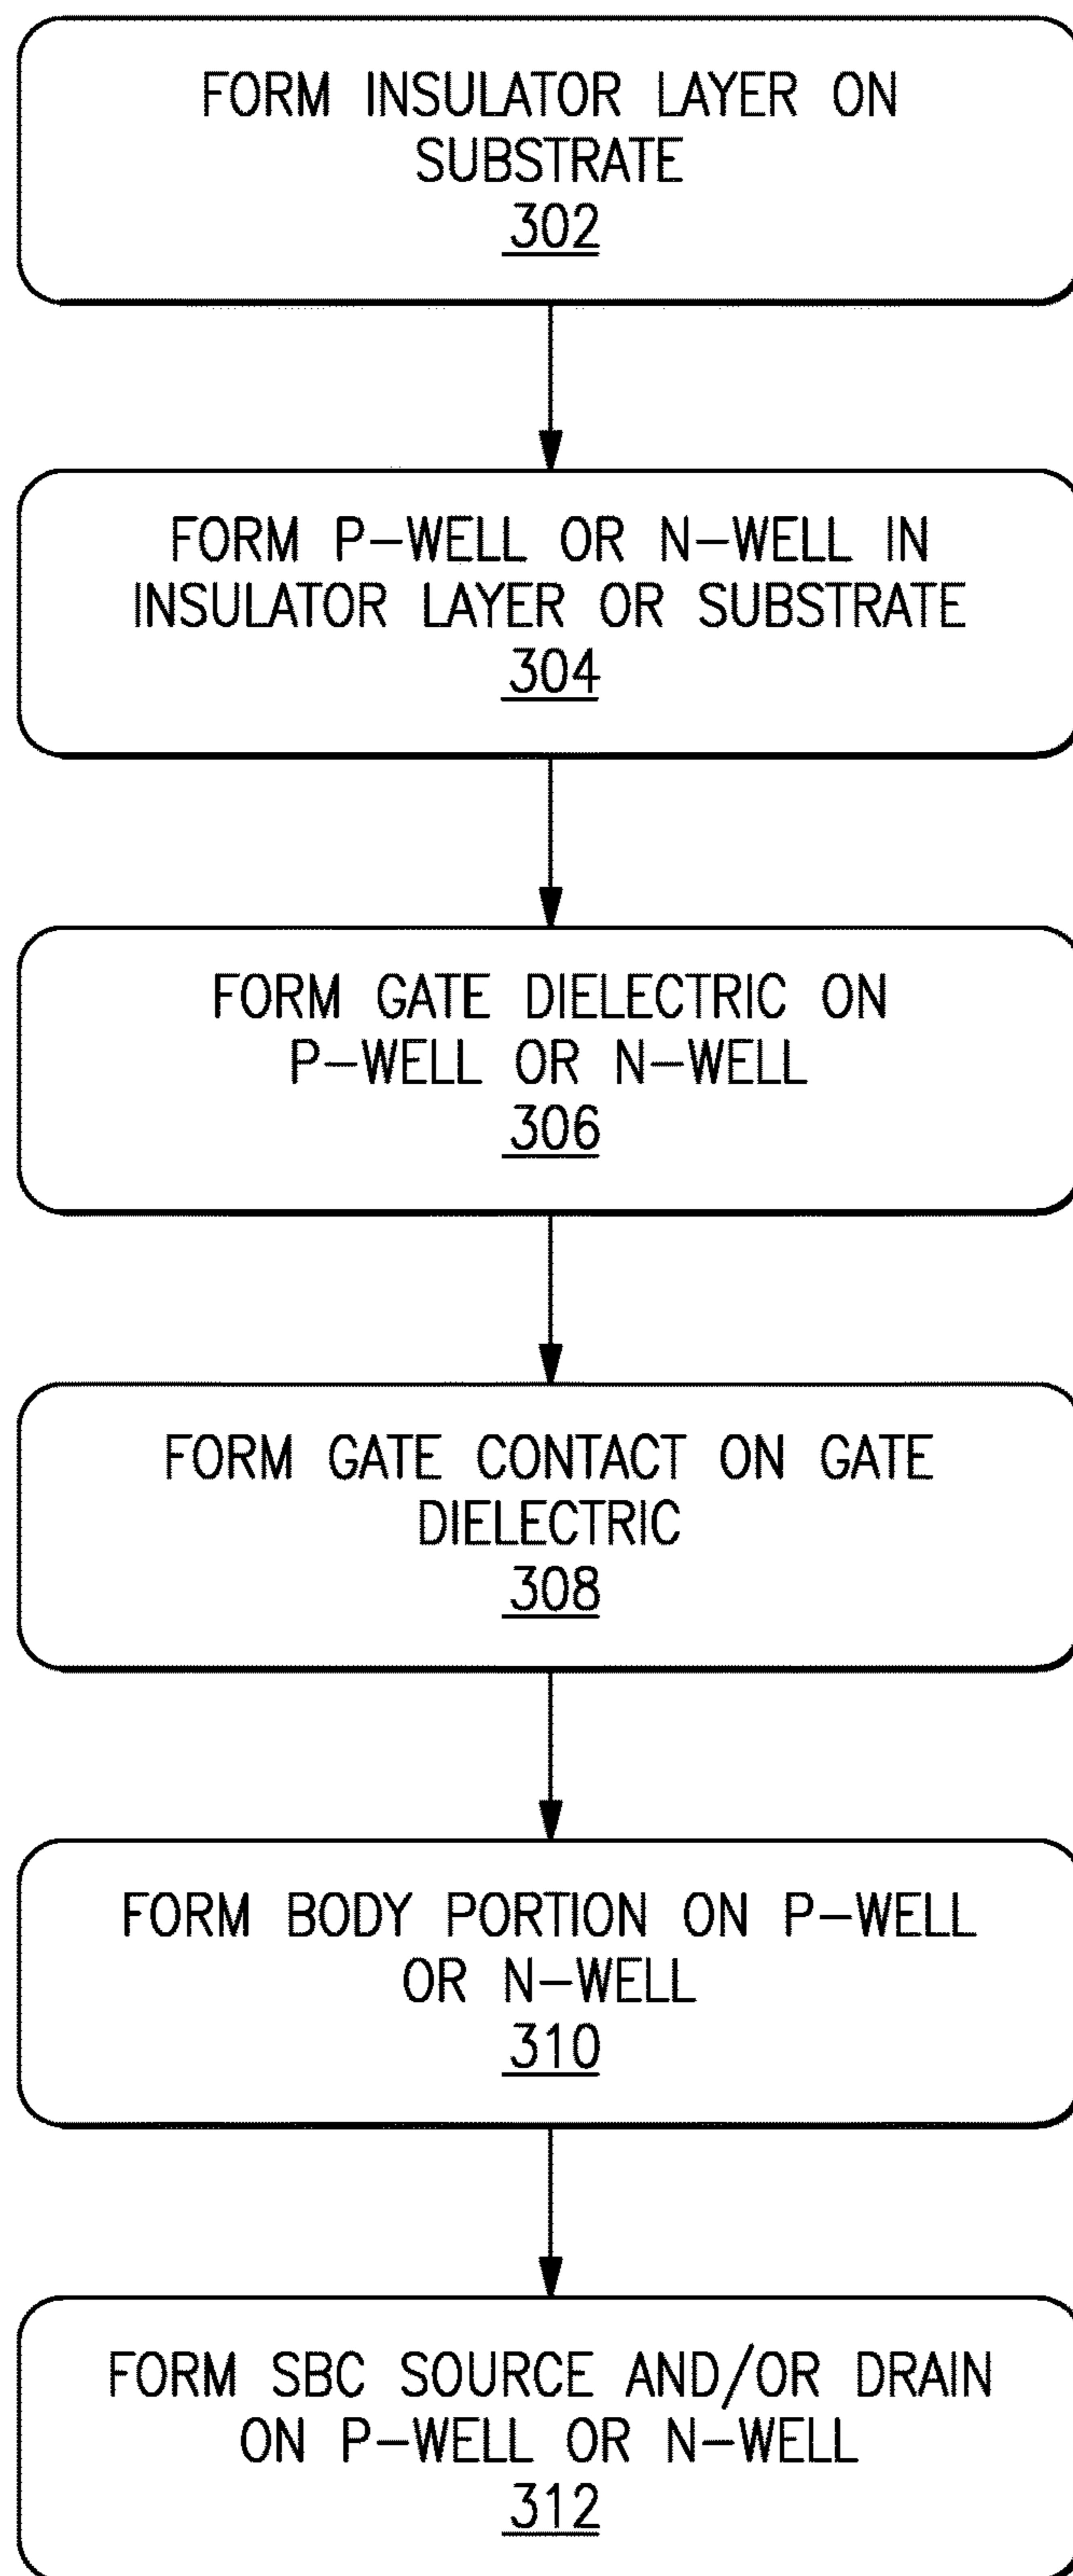 FORM INSULATOR LAYER ON
SUBSTRATE
302
FORM P-WELL OR N-WELL IN
INSULATOR LAYER OR SUBSTRATE
304
FORM GATE DIELECTRIC ON
P-WELL OR N-WELL
306
FORM GATE CONTACT ON GATE
DIELECTRIC
308
FORM BODY PORTION ON P-WELL
OR N-WELL
310
FORM SBC SOURCE AND/OR DRAIN
ON P-WELL OR N-WELL
312